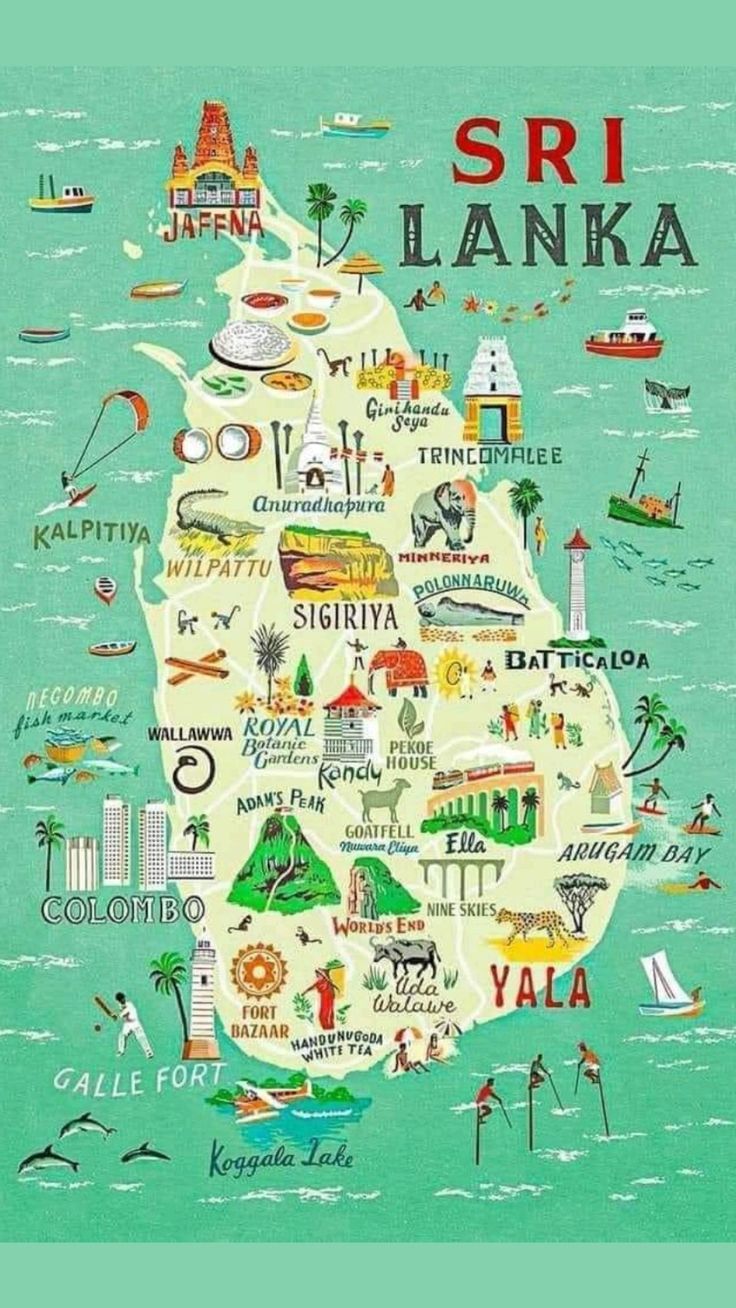 SRI
LANKA
JAFFNA
Girihandu
Seya
TRINCOMALEE
Anuradhapura
KALPITIYA
WILPATTU
MINNERIYA
SIGIRIYA
POLONNARUWA
BATTICALOA
NEGOMBO
fish market
WALLAWWA
ROYAL
Botanic
Gardens
Kandy
PEKOE
HOUSE
ADAM'S PEAK
GOATFELL
Nuwara Eliya
Ella
ARUGAM BAY
COLOMBO
NINE SKIES
WORLD'S END
YALA
Uda
Walawe
FORT
BAZAAR
HANDUNUGODA
WHITE TEA
GALLE FORT
Koggala Lake